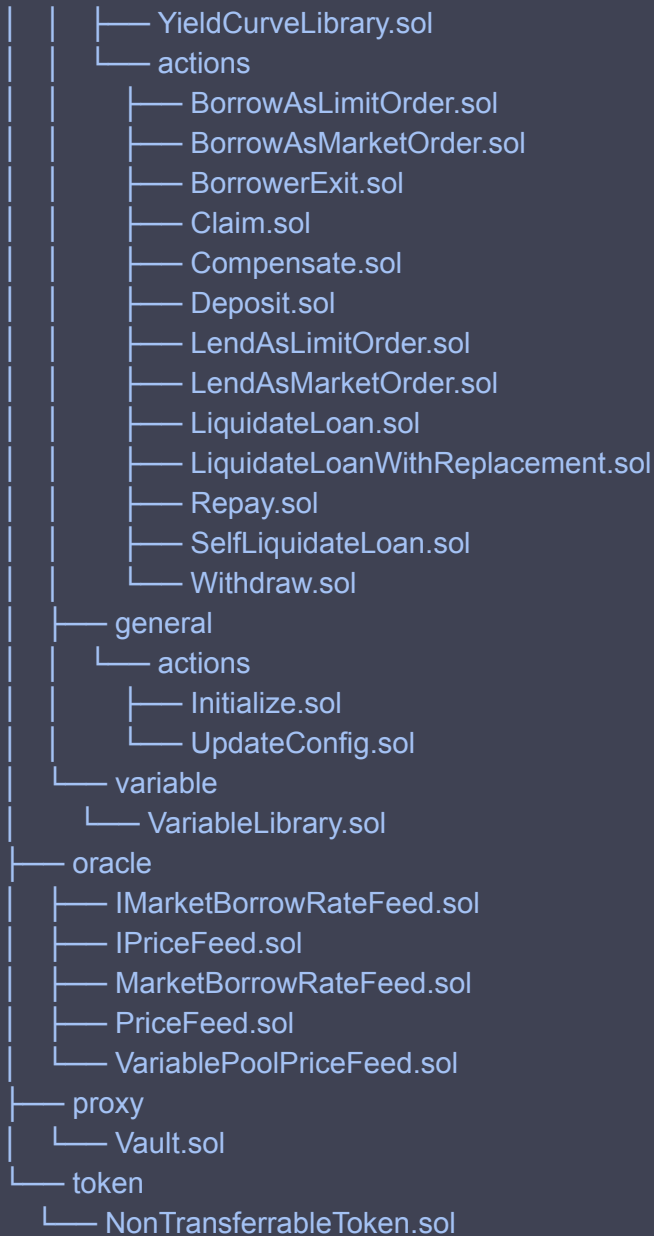 │   │   ├── YieldCurveLibrary.sol
│   │   └── actions
│   │       ├── BorrowAsLimitOrder.sol
│   │       ├── BorrowAsMarketOrder.sol
│   │       ├── BorrowerExit.sol
│   │       ├── Claim.sol
│   │       ├── Compensate.sol
│   │       ├── Deposit.sol
│   │       ├── LendAsLimitOrder.sol
│   │       ├── LendAsMarketOrder.sol
│   │       ├── LiquidateLoan.sol
│   │       ├── LiquidateLoanWithReplacement.sol
│   │       ├── Repay.sol
│   │       ├── SelfLiquidateLoan.sol
│   │       └── Withdraw.sol
│   ├── general
│   │   └── actions
│   │       ├── Initialize.sol
│   │       └── UpdateConfig.sol
│   └── variable
│       └── VariableLibrary.sol
├── oracle
│   ├── IMarketBorrowRateFeed.sol
│   ├── IPriceFeed.sol
│   ├── MarketBorrowRateFeed.sol
│   ├── PriceFeed.sol
│   └── VariablePoolPriceFeed.sol
├── proxy
│   └── Vault.sol
└── token
    └── NonTransferrableToken.sol